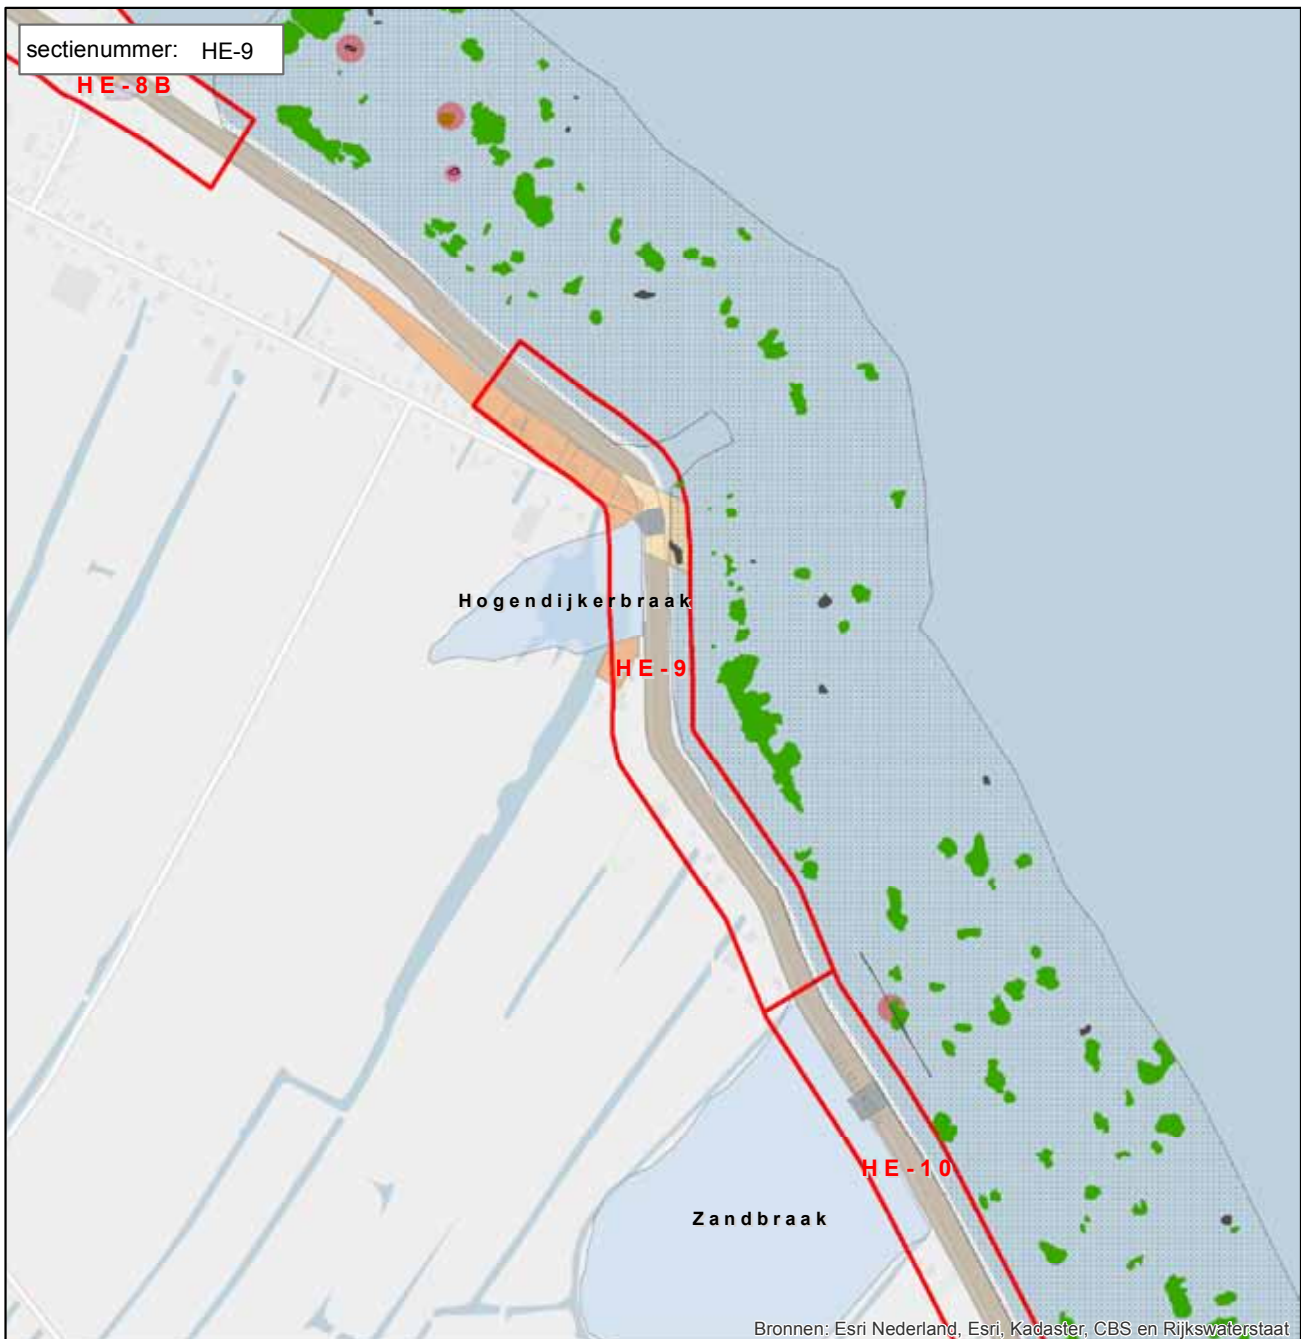 sectienummer: HE-9
HE-8B
Hogendijkerbraak
HE-9
HE-10
Zandbraak
Bronnen: Esri Nederland, Esri, Kadaster, CBS en Rijkswaterstaat